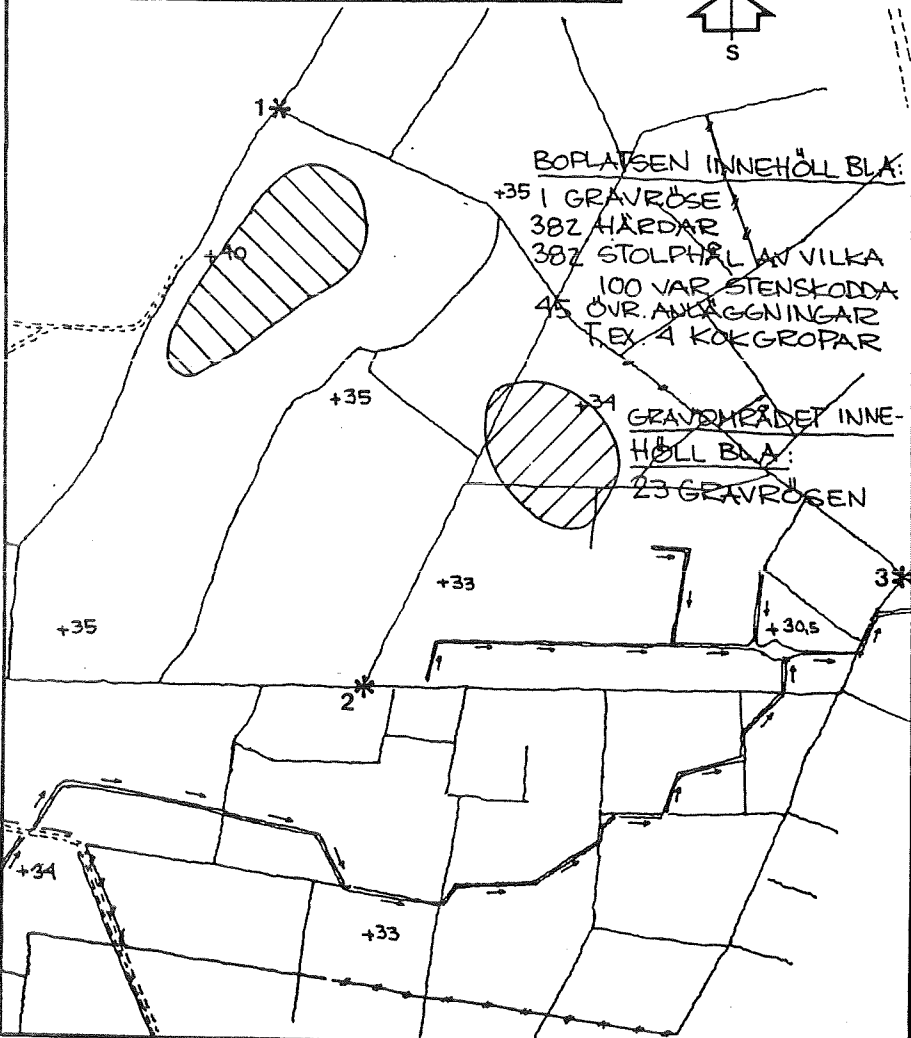 S
1
BOPLATSEN INNEHÖLL BLA:
+35 1 GRAVRÖSE
382 HÄRDAR
+40
382 STOLPHÅL AV VILKA
100 VAR STENSKODDA
45 ÖVR. ANLÄGGNINGAR
T.EX. 4 KOKGROPAR
+35
+34
GRAVOMRÅDET INNE-
HÖLL BLA:
23 GRAVRÖSEN
3
+33
+35
+30,5
2
+34
+33